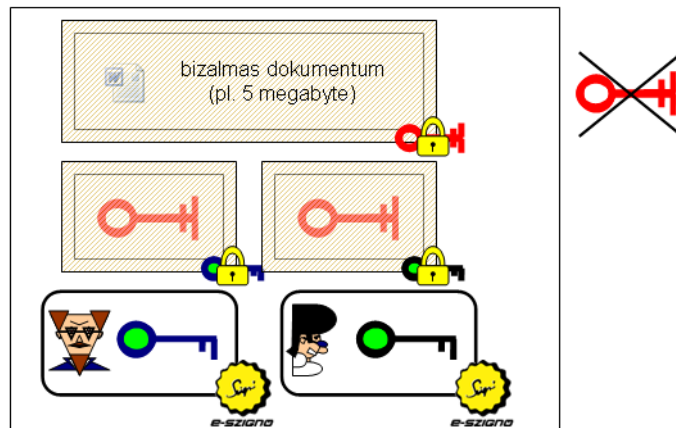 bizalmas dokumentum
(pl. 5 megabyte)
e-szigno
e-szigno